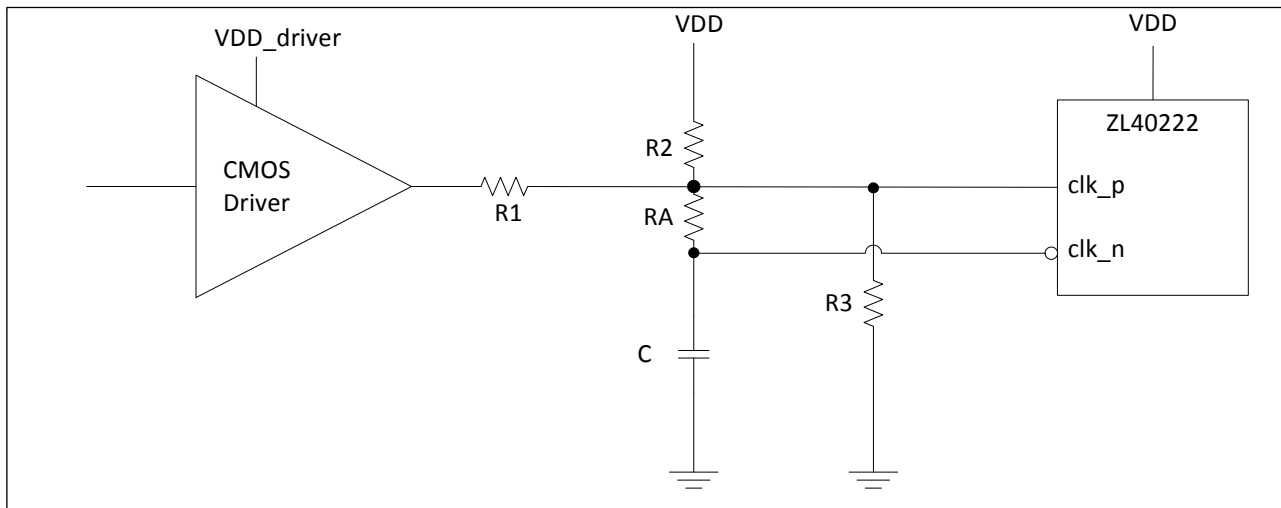 VDD_driver
VDD
VDD
ZL40222
R2
CMOS
Driver
clk_p
R1
RA
clk_n
R3
C